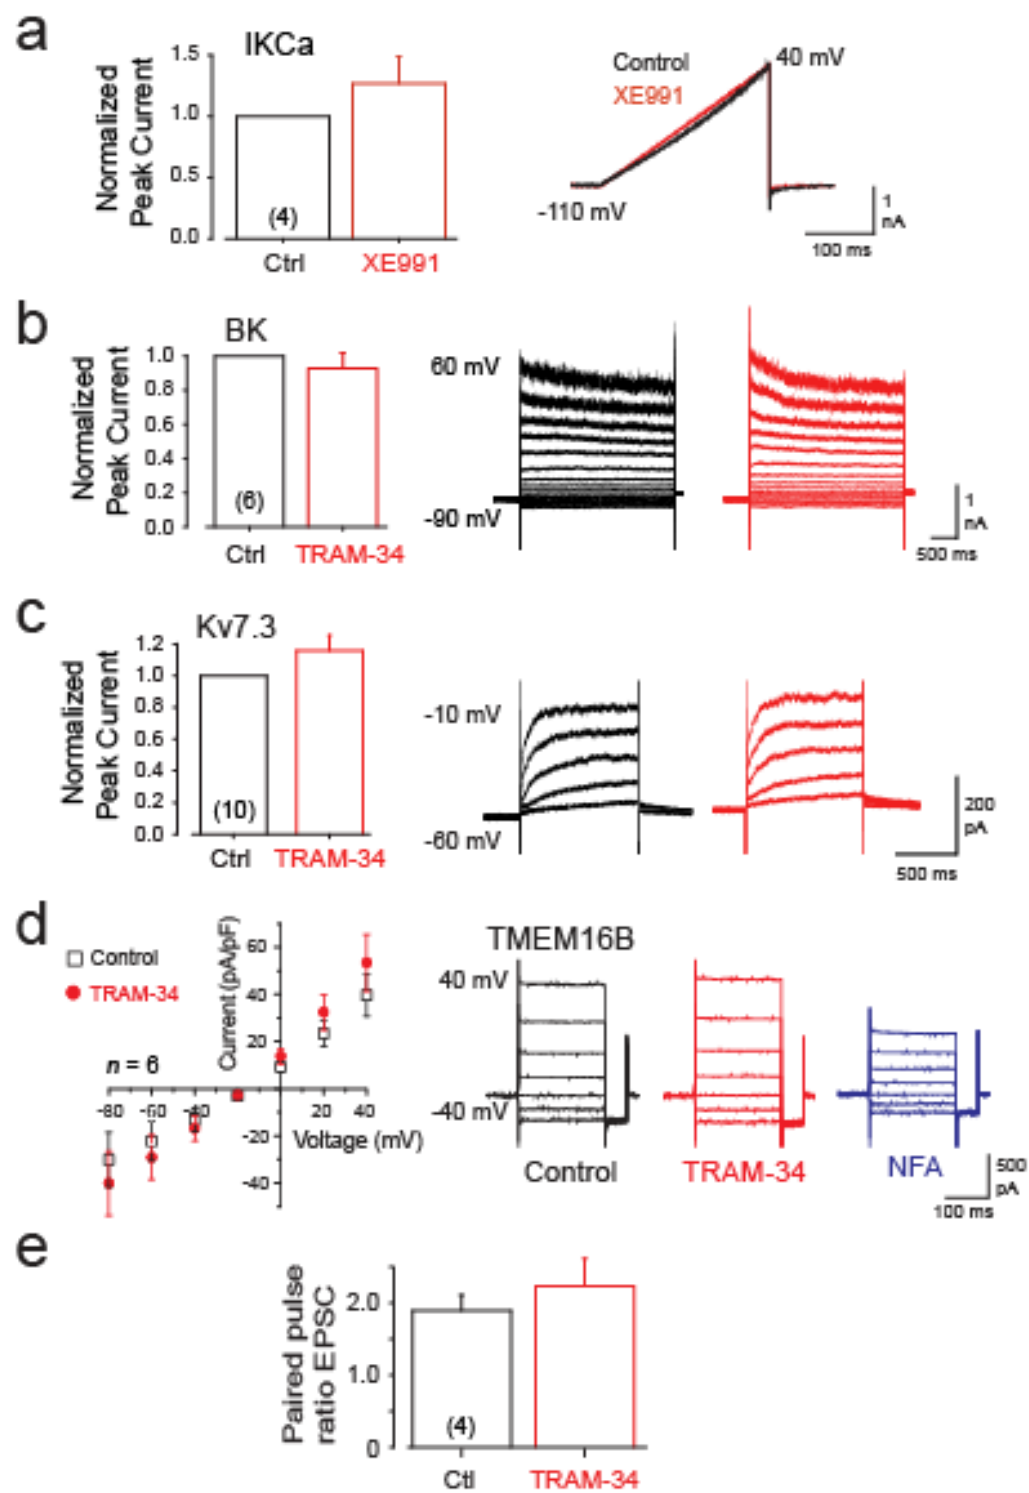 a
IKCa
Normalized
Peak Current
1.5
1.0
0.5
0.0
(4)
Ctrl
XE991
Control
XE991
40 mV
-110 mV
1
nA
100 ms
b
BK
Normalized
Peak Current
1.0
0.8
0.6
0.4
0.2
0.0
(6)
Ctrl
TRAM-34
60 mV
-90 mV
1
nA
500 ms
c
Kv7.3
Normalized
Peak Current
1.2
1.0
0.8
0.6
0.4
0.2
0.0
(10)
Ctrl
TRAM-34
-10 mV
-60 mV
200
pA
500 ms
d
Control
TRAM-34
n = 6
Current (pA/pF)
60
40
20
-80
-60
-40
20
40
Voltage (mV)
-20
-40
TMEM16B
40 mV
-40 mV
Control
TRAM-34
NFA
500
pA
100 ms
e
Paired pulse
ratio EPSC
2.0
1.0
0
(4)
Ctl
TRAM-34